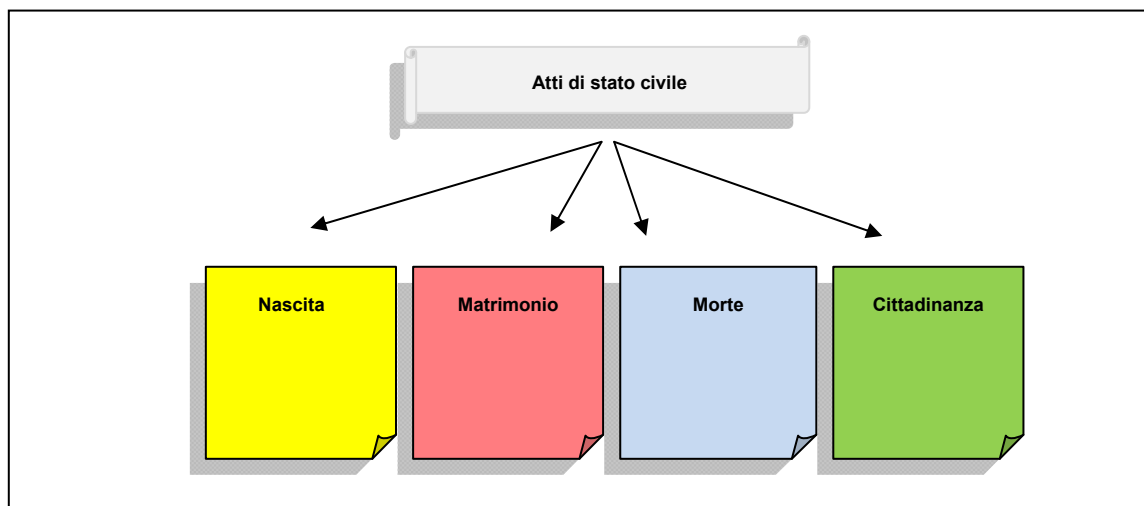 Atti di stato civile
Nascita
Matrimonio
Morte
Cittadinanza